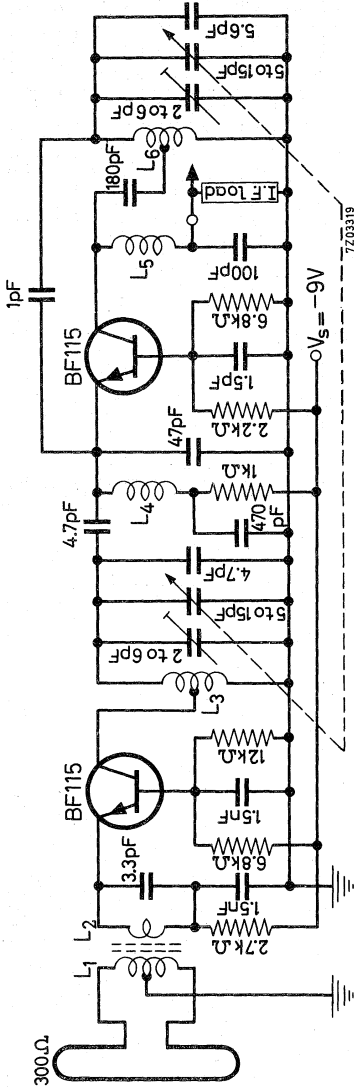 300Ω
L1
L2
3.3pF
2.7kΩ
1.5nF
BF115
6.8kΩ
1.5nF
12kΩ
L3
2 to 6pF
5 to 15pF
4.7pF
4.7pF
L4
470
pF
1kΩ
47pF
1pF
BF115
2.2kΩ
1.5pF
6.8kΩ
L5
100pF
I.F load
180pF
L6
2 to 6pF
5 to 15pF
5.6pF
Vs = -9V
7Z03319